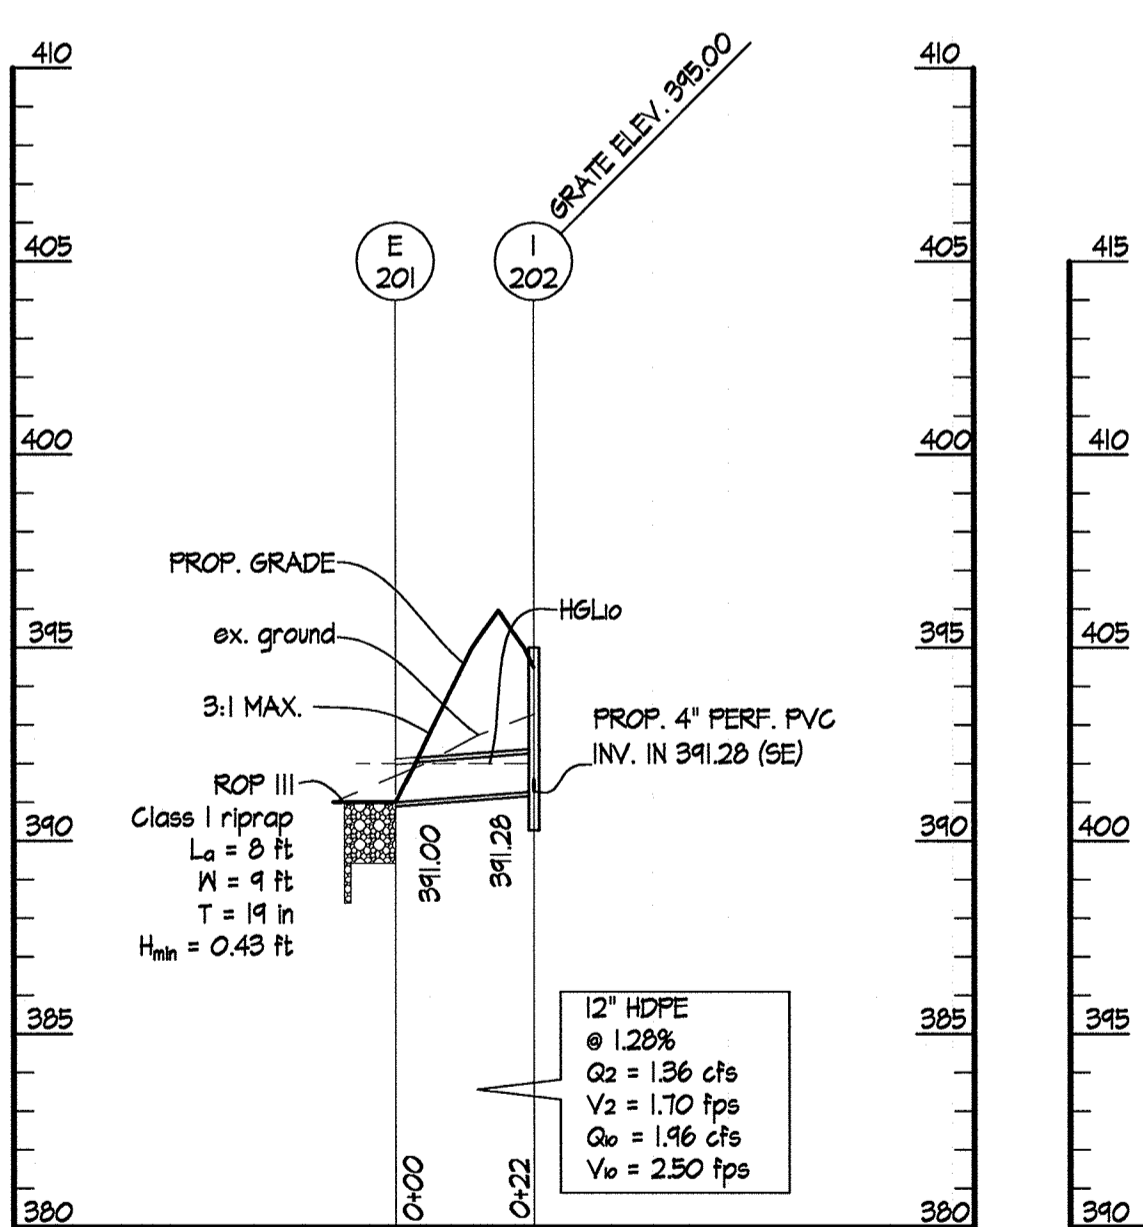 410
405
400
395
390
385
380
GRATE ELEV. 395.00
E
201
I
202
PROP. GRADE
ex. ground
3:1 MAX.
HGL10
PROP. 4" PERF. PVC
INV. IN 391.28 (SE)
ROP III
Class I riprap
La = 8 ft
W = 9 ft
T = 19 in
Hmin = 0.43 ft
391.00
391.28
12" HDPE
@ 1.28%
Q2 = 1.36 cfs
V2 = 1.70 fps
Q10 = 1.96 cfs
V10 = 2.50 fps
0+00
0+22
410
405
400
395
390
385
380
415
410
405
400
395
390